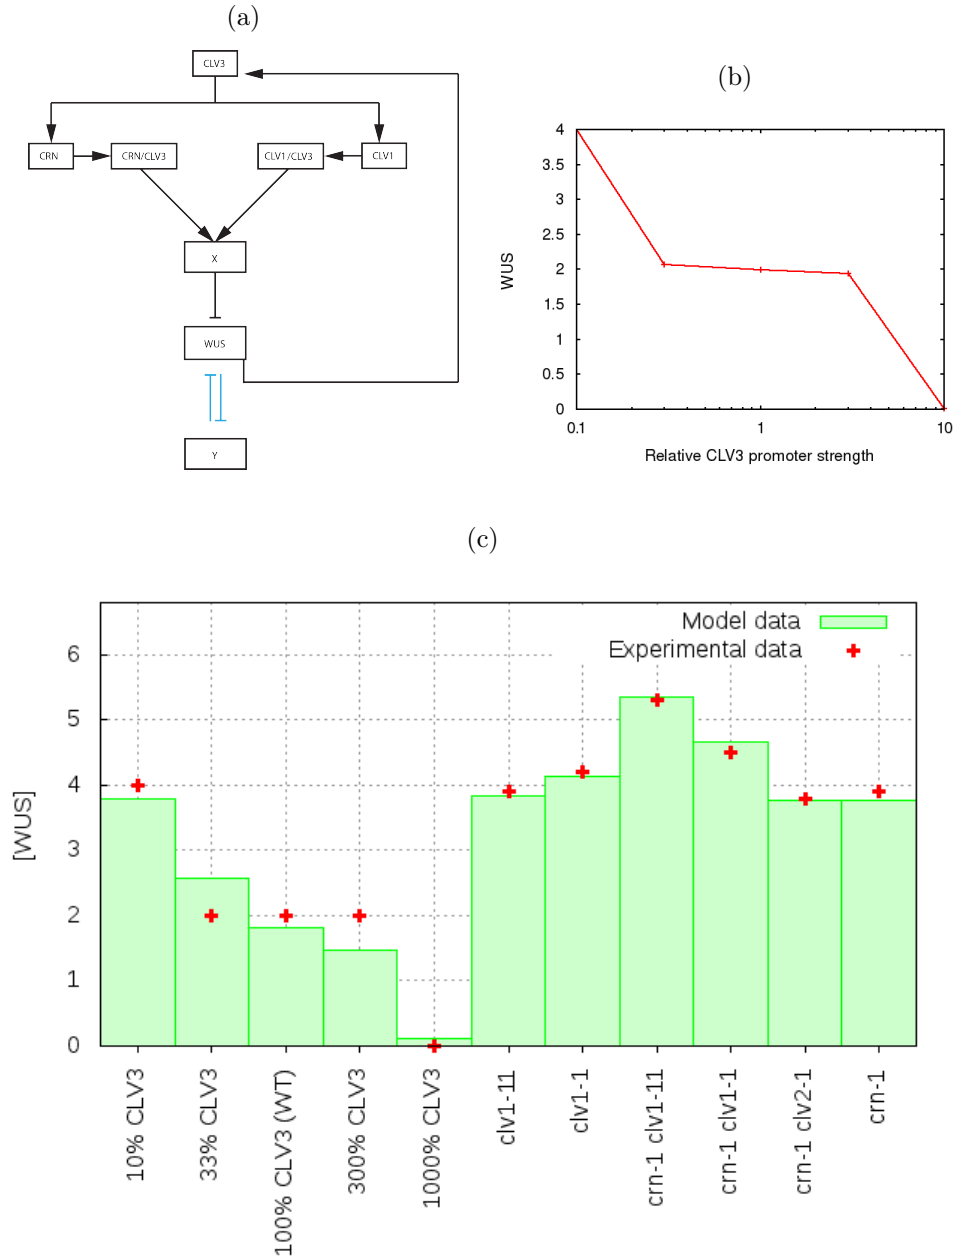 (a)
CLV3
CRN
CRN/CLV3
CLV1/CLV3
CLV1
X
WUS
Y
(b)
4
3.5
3
2.5
2
1.5
1
0.5
0
WUS
0.1
1
10
Relative CLV3 promoter strength
(c)
Model data
Experimental data
6
5
4
3
2
1
0
[WUS]
10% CLV3
33% CLV3
100% CLV3 (WT)
300% CLV3
1000% CLV3
clv1-11
clv1-1
crn-1 clv1-11
crn-1 clv1-1
crn-1 clv2-1
crn-1